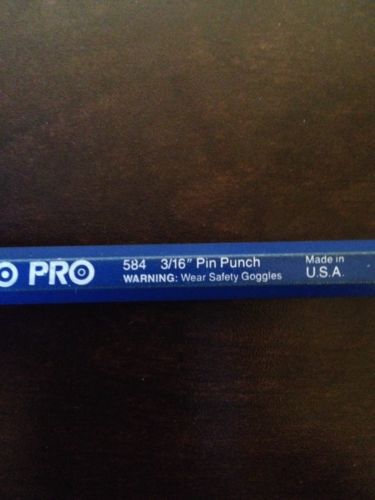 O PRO
584 3/16" Pin Punch
WARNING: Wear Safety Goggles
Made in
U.S.A.